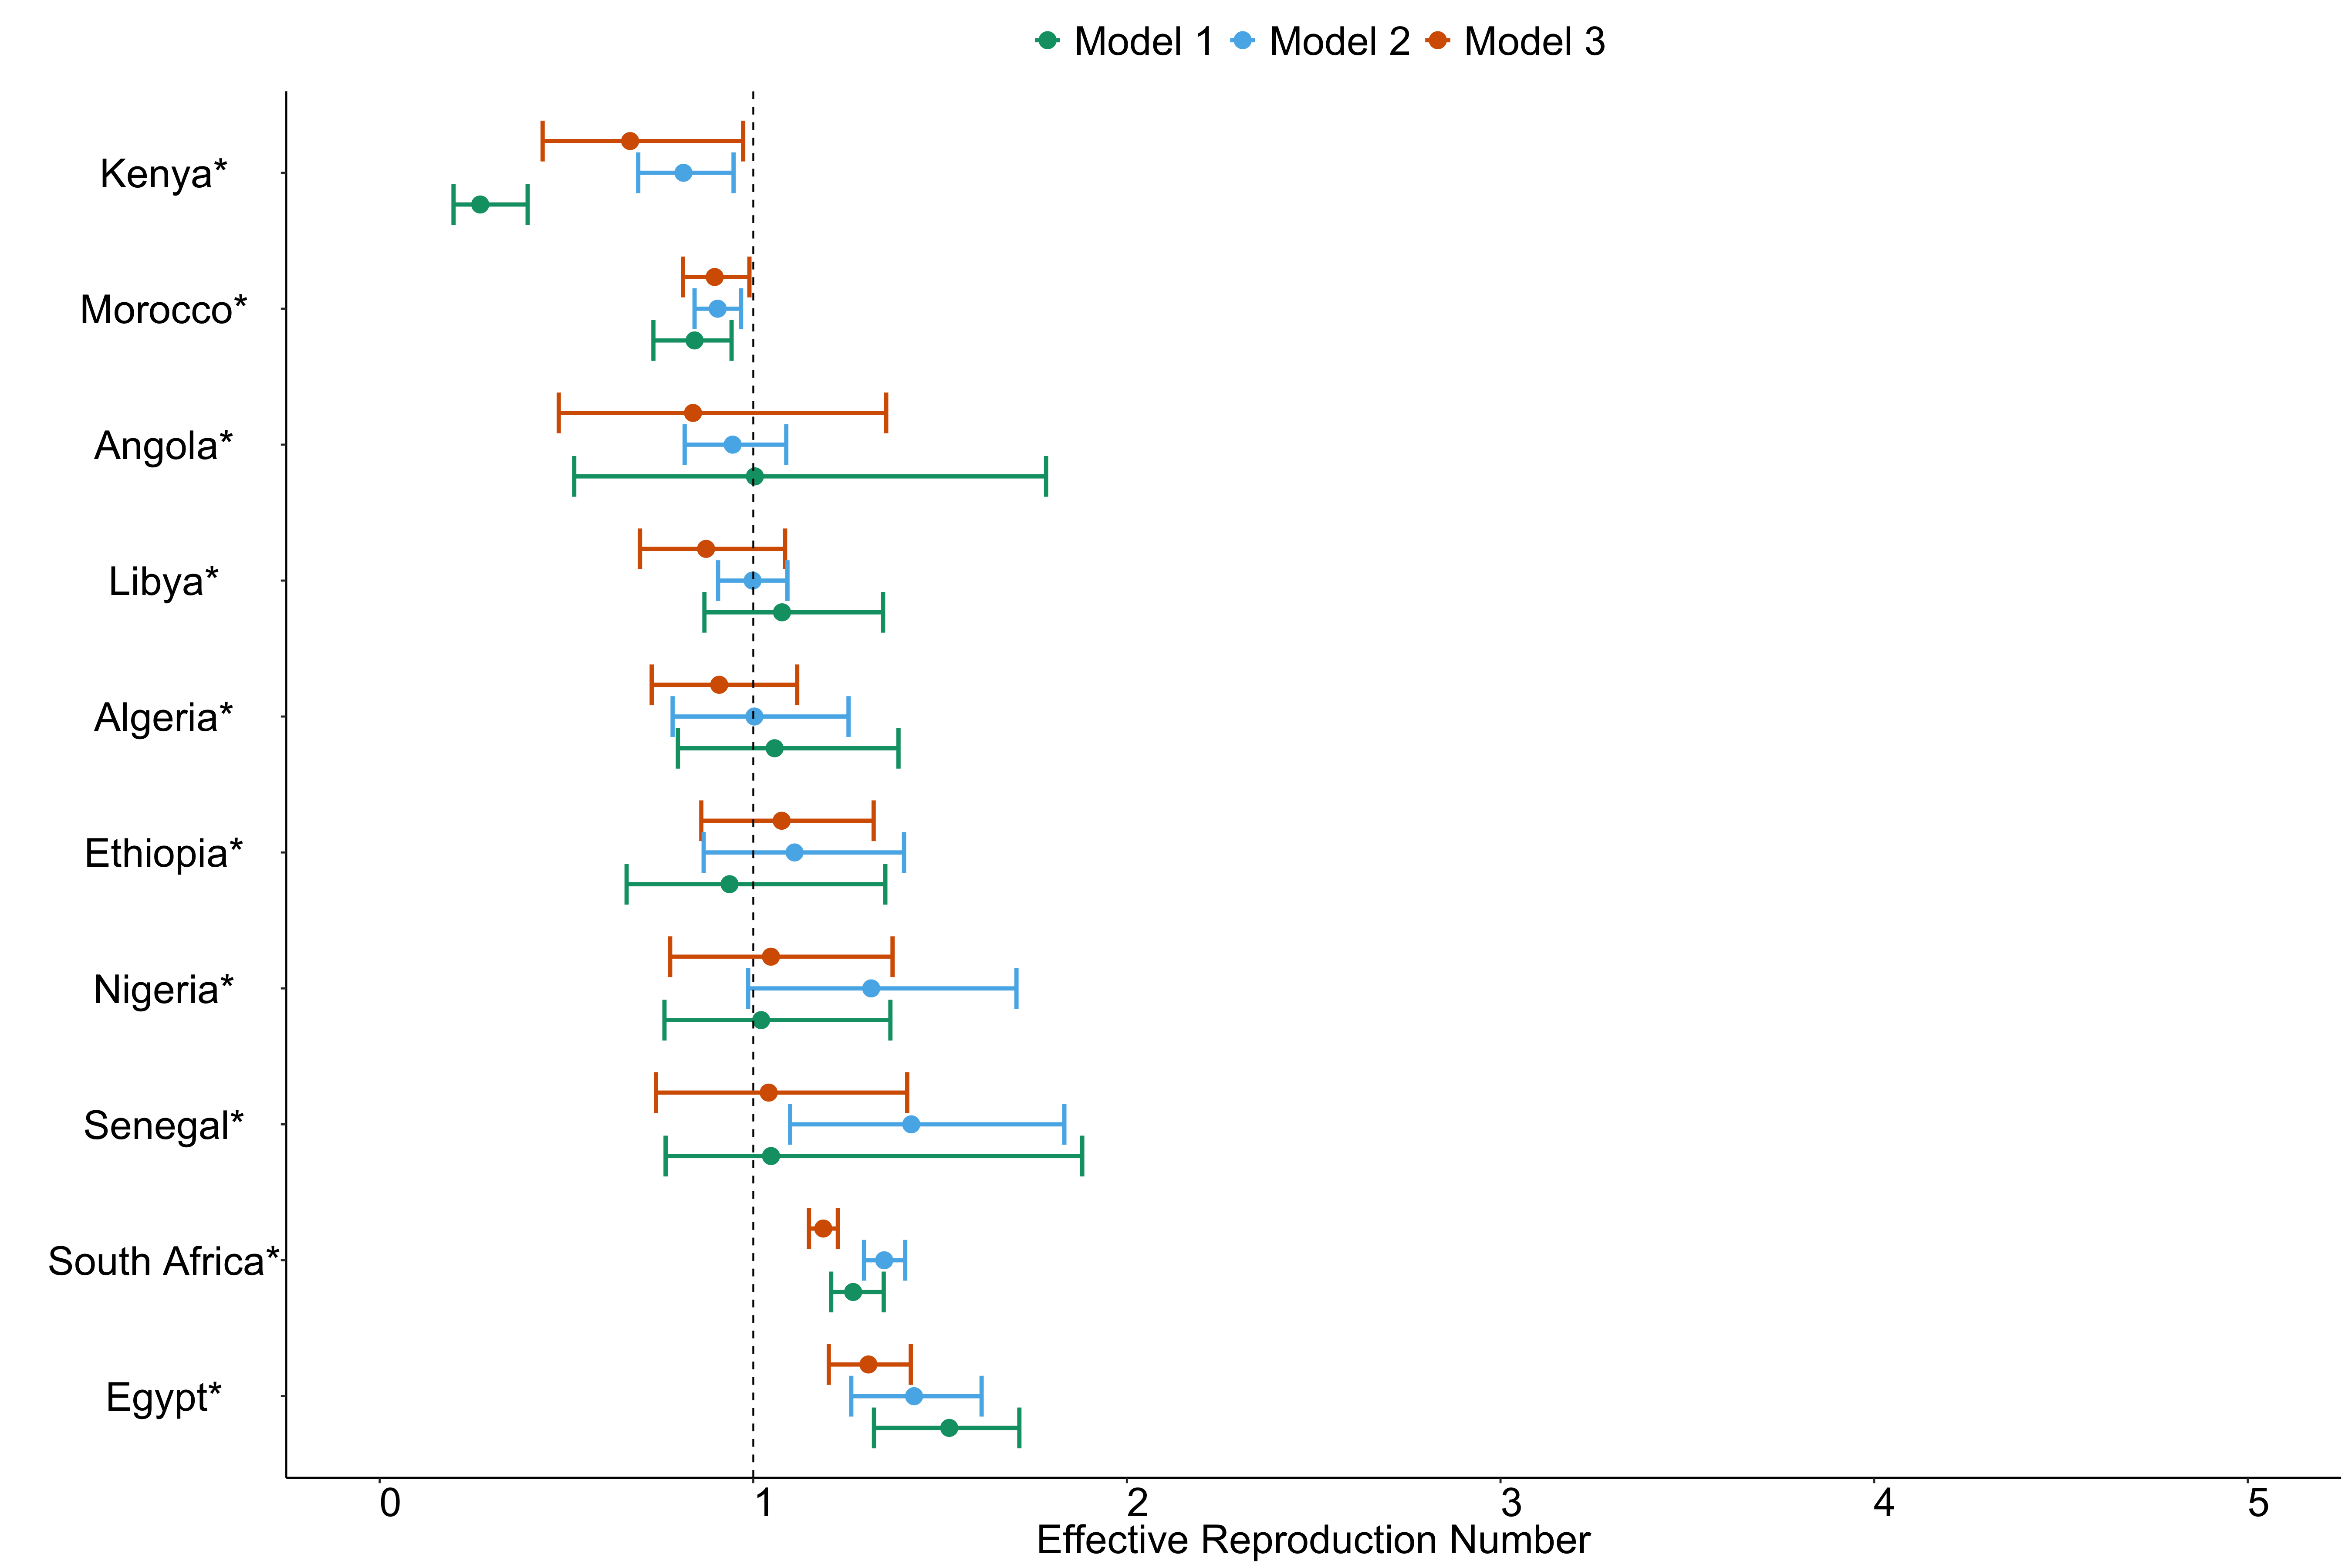 Model 1 Model 2 Model 3
Kenya*
Morocco*
Angola*
Libya*
Algeria*
Ethiopia*
Nigeria*
Senegal*
South Africa*
Egypt*
0 1 2 3 4 5
Effective Reproduction Number